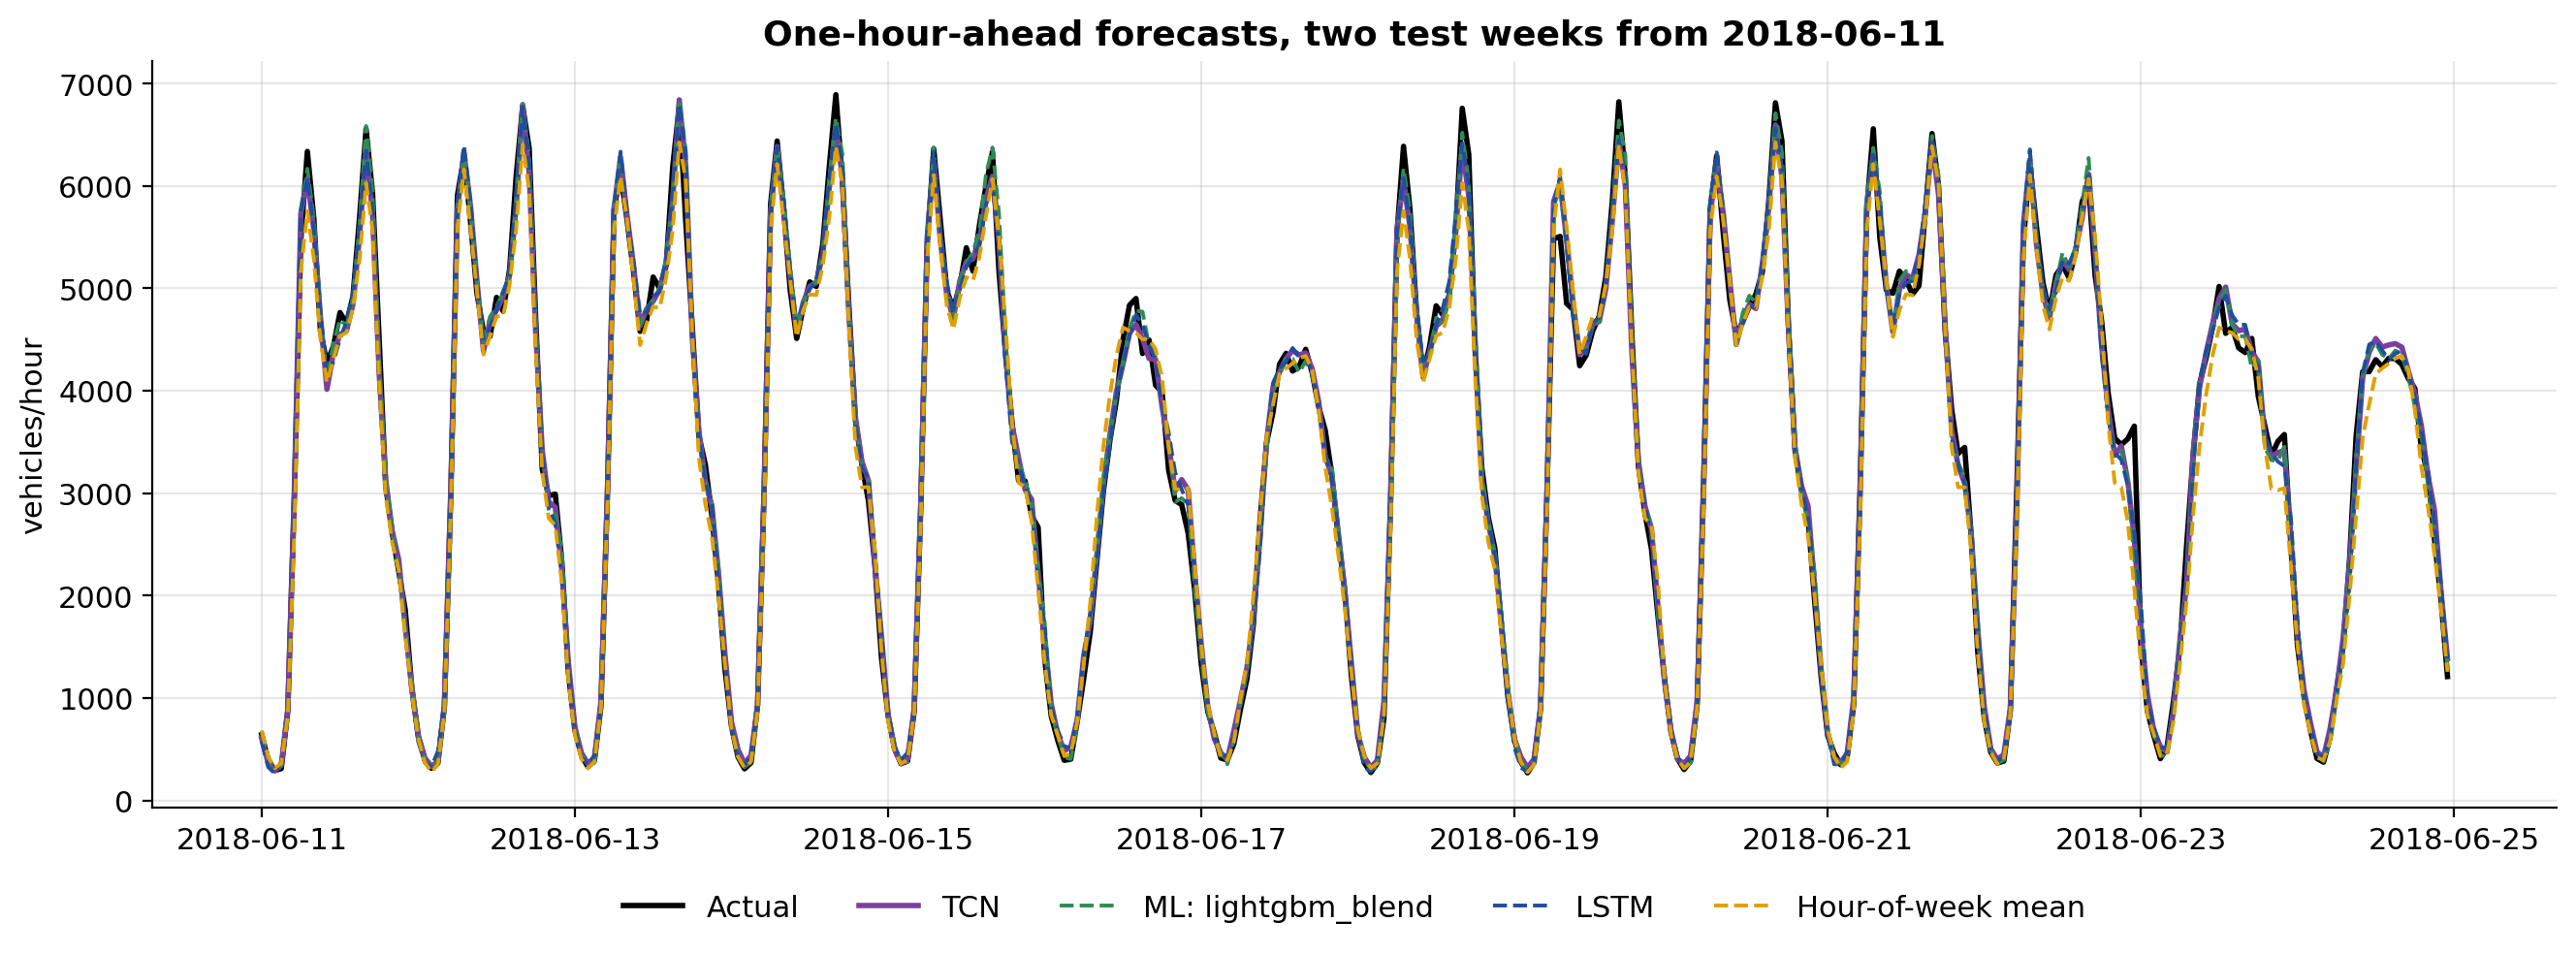 One-hour-ahead forecasts, two test weeks from 2018-06-11
vehicles/hour
7000
6000
5000
4000
3000
2000
1000
0
2018-06-11 2018-06-13 2018-06-15 2018-06-17 2018-06-19 2018-06-21 2018-06-23 2018-06-25
Actual TCN ML: lightgbm_blend LSTM Hour-of-week mean